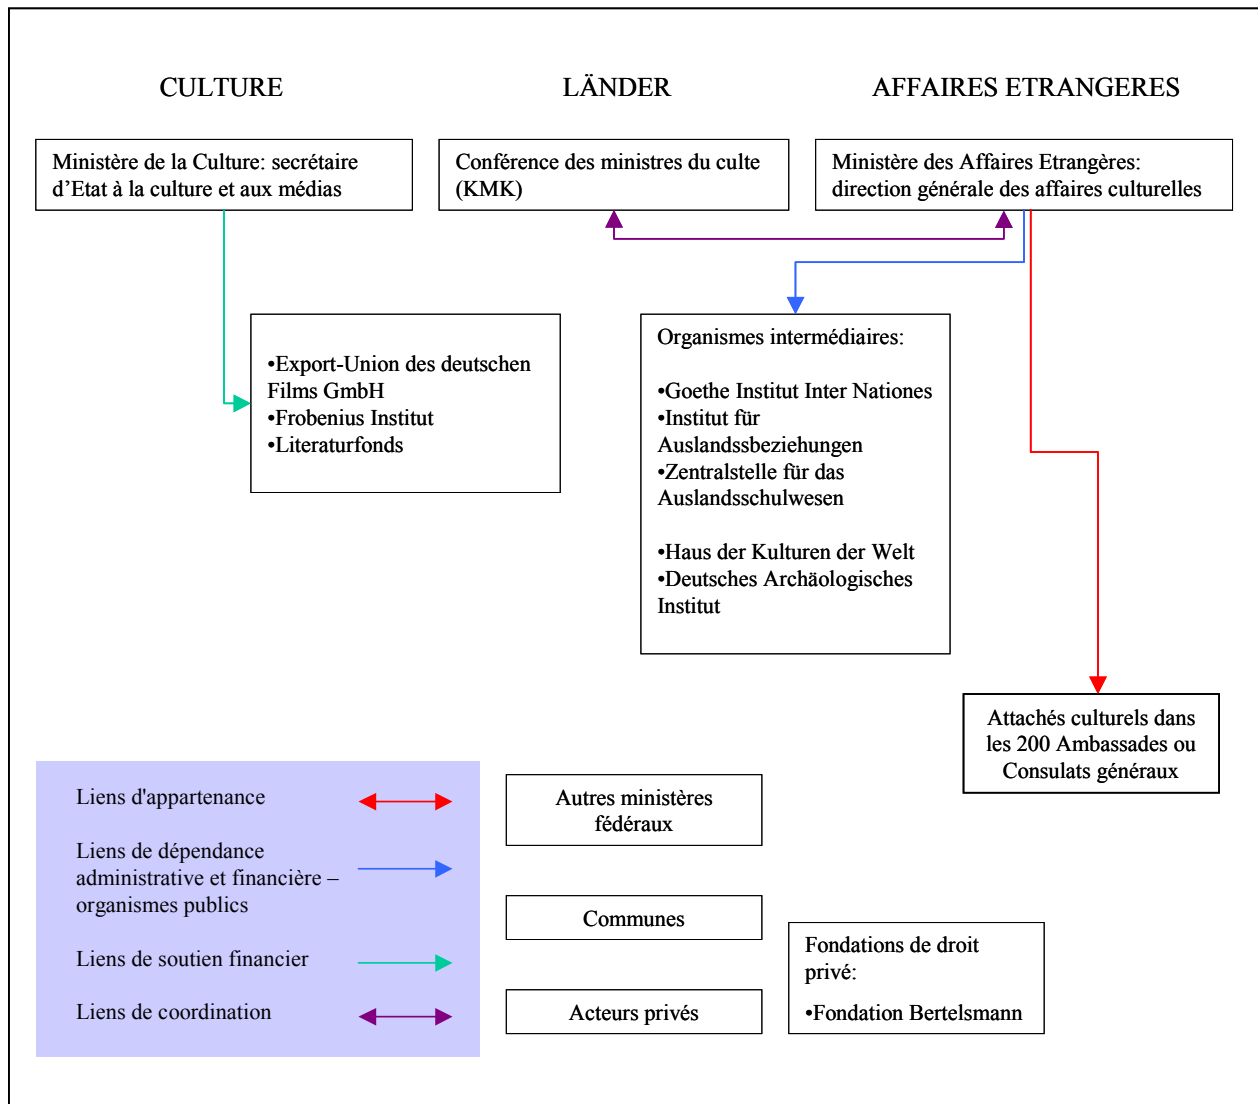 CULTURE
LÄNDER
AFFAIRES ETRANGERES
Ministère de la Culture: secrétaire
d'Etat à la culture et aux médias
Conférence des ministres du culte
(KMK)
Ministère des Affaires Etrangères:
direction générale des affaires culturelles
•Export-Union des deutschen
Films GmbH
•Frobenius Institut
•Literaturfonds
Organismes intermédiaires:
•Goethe Institut Inter Nationes
•Institut für
Auslandssbeziehungen
•Zentralstelle für das
Auslandsschulwesen
•Haus der Kulturen der Welt
•Deutsches Archäologisches
Institut
Attachés culturels dans
les 200 Ambassades ou
Consulats généraux
Liens d'appartenance
Liens de dépendance
administrative et financière –
organismes publics
Liens de soutien financier
Liens de coordination
Autres ministères
fédéraux
Communes
Acteurs privés
Fondations de droit
privé:
•Fondation Bertelsmann